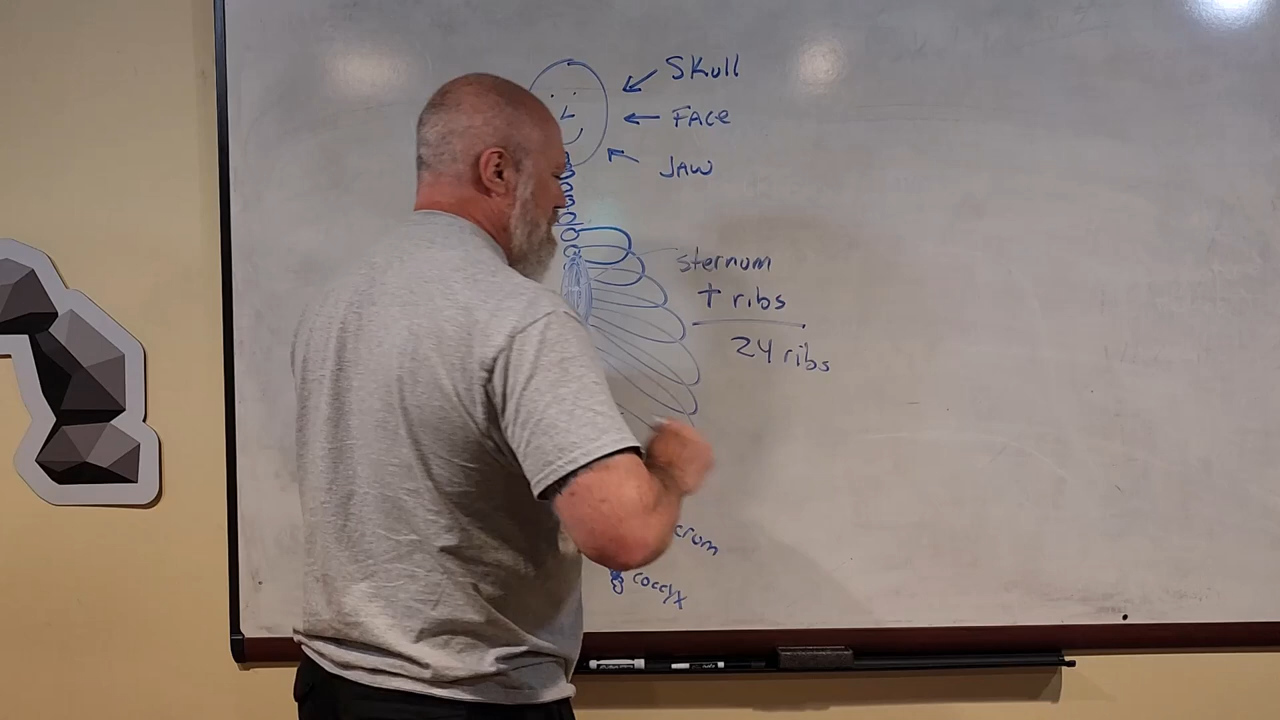 Skull
FACE
JAW
sternum
+ ribs
24 ribs
crum
coccyx